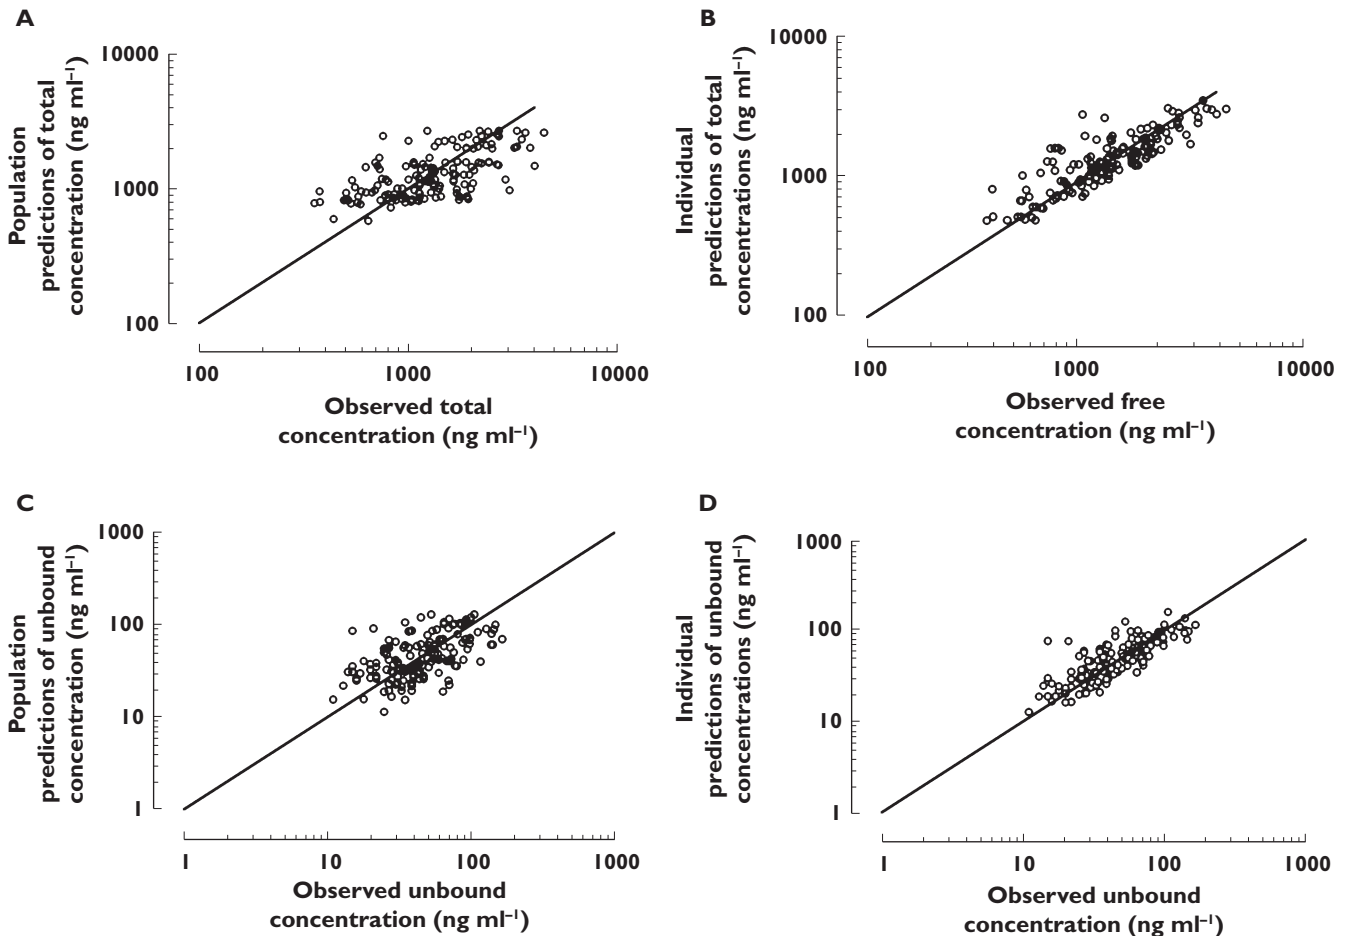 A
Population
predictions of total
concentration (ng ml⁻¹)
10000
1000
100
100 1000 10000
Observed total
concentration (ng ml⁻¹)
B
Individual
predictions of total
concentrations (ng ml⁻¹)
10000
1000
100
100 1000 10000
Observed free
concentration (ng ml⁻¹)
C
Population
predictions of unbound
concentration (ng ml⁻¹)
1000
100
10
1
1 10 100 1000
Observed unbound
concentration (ng ml⁻¹)
D
Individual
predictions of unbound
concentrations (ng ml⁻¹)
1000
100
10
1
1 10 100 1000
Observed unbound
concentration (ng ml⁻¹)